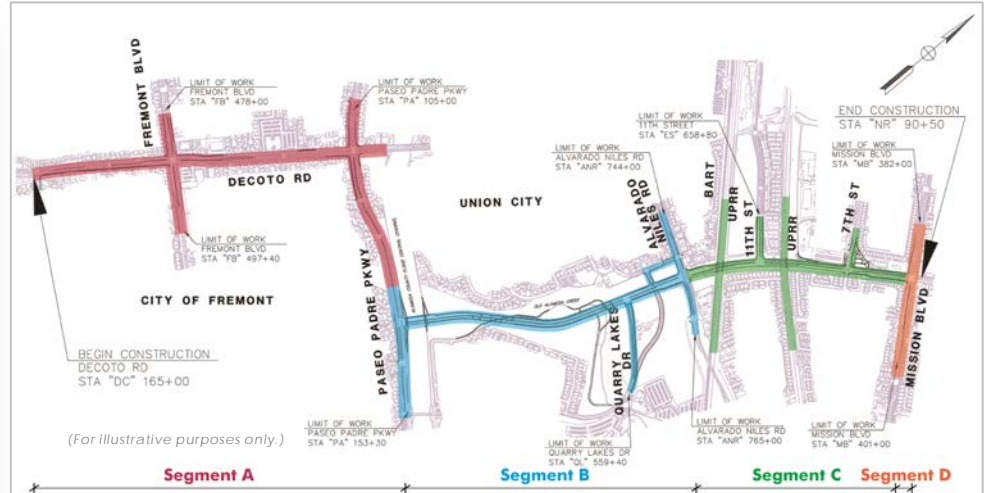 FREMONT BLVD
LIMIT OF WORK
FREMONT BLVD
STA "FB" 478+00
LIMIT OF WORK
PASEO PADRE PKWY
STA "PA" 105+00
DECOTO RD
LIMIT OF WORK
FREMONT BLVD
STA "FB" 497+40
CITY OF FREMONT
BEGIN CONSTRUCTION
DECOTO RD
STA "DC" 165+00
(For illustrative purposes only.)
PASEO PADRE PKWY
LIMIT OF WORK
PASEO PADRE PKWY
STA "PA" 153+30
UNION CITY
OLD ALAMEDA CREEK
LIMIT OF WORK
ALVARADO NILES RD
STA "ANR" 744+00
ALVARADO
NILES RD
LIMIT OF WORK
11TH STREET
STA "ES" 658+80
BART
UPRR
11TH ST
UPRR
7TH ST
END CONSTRUCTION
STA "NR" 90+50
LIMIT OF WORK
MISSION BLVD
STA "MB" 382+00
MISSION BLVD
QUARRY LAKES
DR
LIMIT OF WORK
QUARRY LAKES DR
STA "QL" 559+40
LIMIT OF WORK
ALVARADO NILES RD
STA "ANR" 765+00
LIMIT OF WORK
MISSION BLVD
STA "MB" 401+00
Segment A
Segment B
Segment C
Segment D